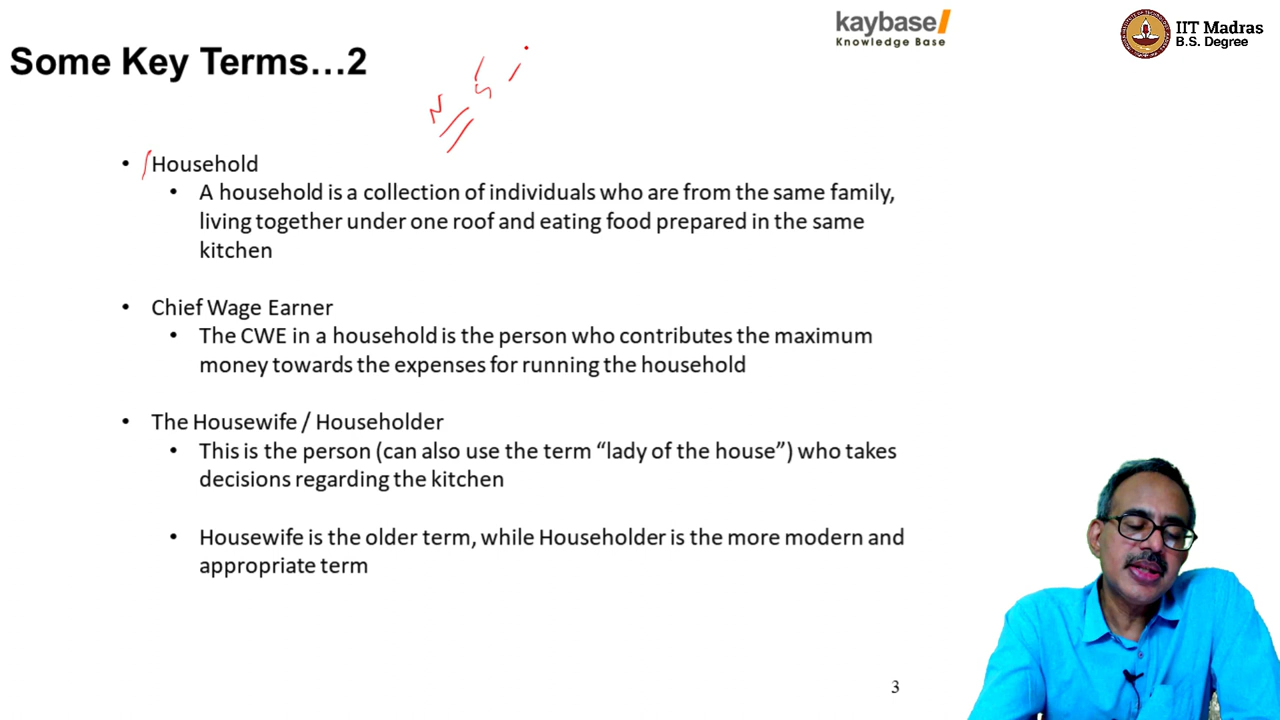 kaybase/
Knowledge Base
IIT Madras
B.S. Degree
Some Key Terms...2
• Household
• A household is a collection of individuals who are from the same family,
living together under one roof and eating food prepared in the same
kitchen
• Chief Wage Earner
• The CWE in a household is the person who contributes the maximum
money towards the expenses for running the household
• The Housewife / Householder
• This is the person (can also use the term “lady of the house”) who takes
decisions regarding the kitchen
• Housewife is the older term, while Householder is the more modern and
appropriate term
3